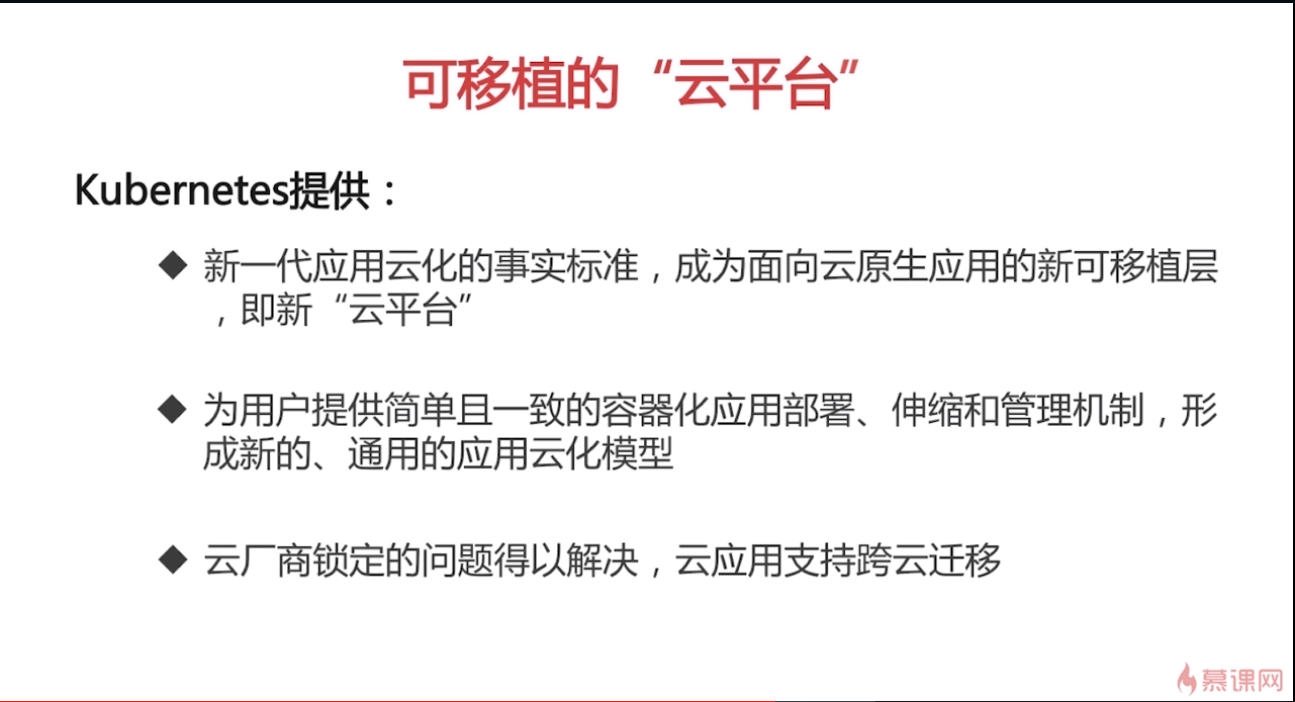 可移植的“云平台”
Kubernetes提供：
◆ 新一代应用云化的事实标准，成为面向云原生应用的新可移植层
，即新“云平台”
◆ 为用户提供简单且一致的容器化应用部署、伸缩和管理机制，形
成新的、通用的应用云化模型
◆ 云厂商锁定的问题得以解决，云应用支持跨云迁移
慕课网